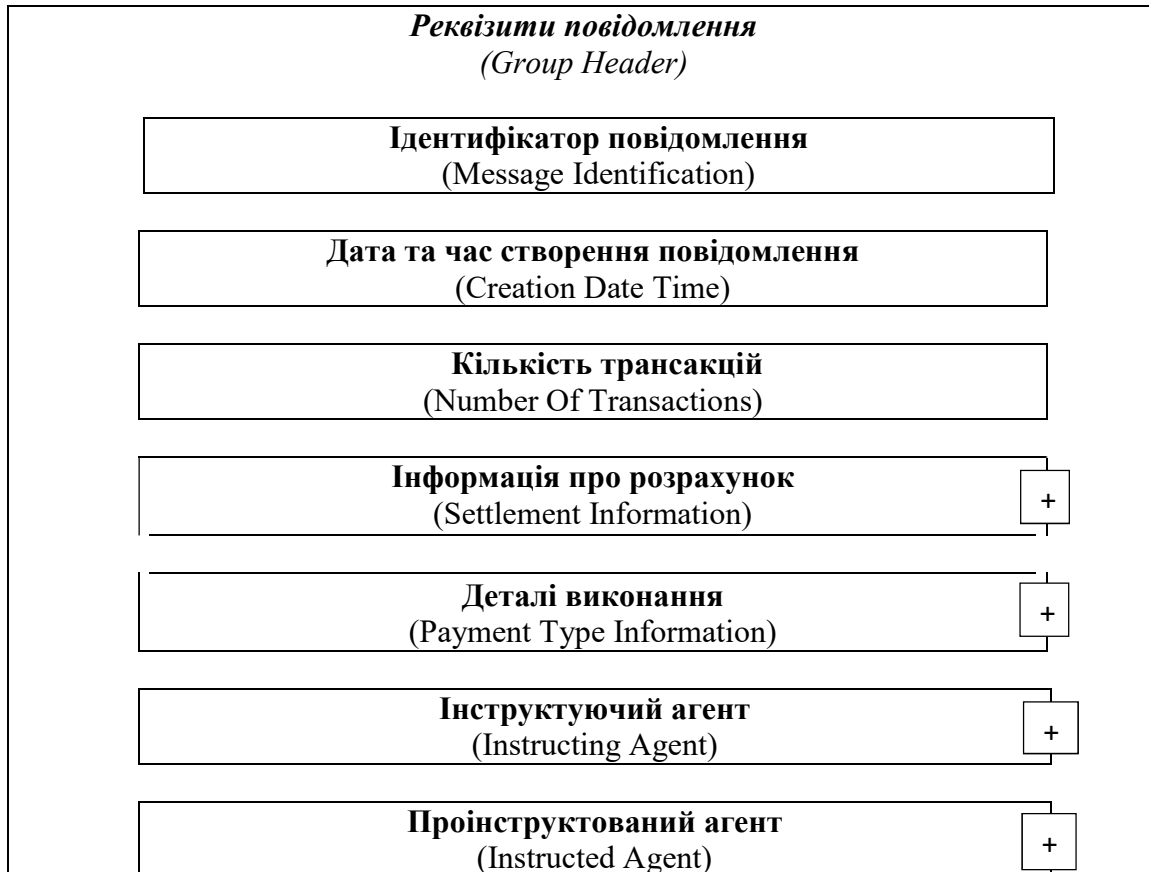 Реквізити повідомлення
(Group Header)
Ідентифікатор повідомлення
(Message Identification)
Дата та час створення повідомлення
(Creation Date Time)
Кількість трансакцій
(Number Of Transactions)
Інформація про розрахунок
(Settlement Information)
+
Деталі виконання
(Payment Type Information)
+
Інструктуючий агент
(Instructing Agent)
+
Проінструктований агент
(Instructed Agent)
+